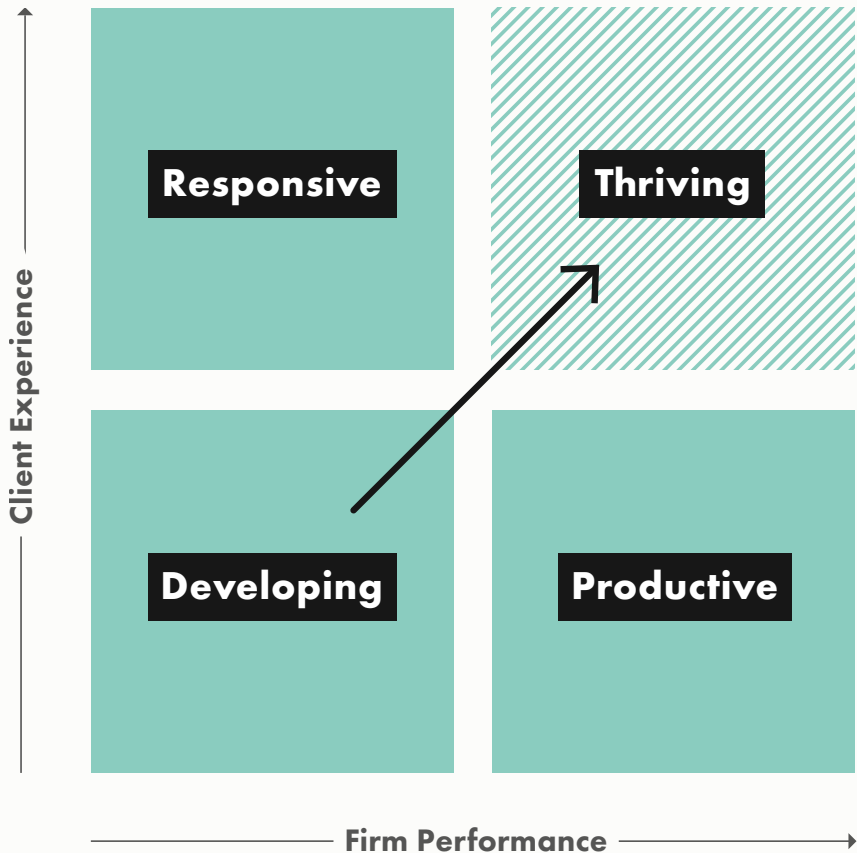 Responsive
Thriving
Client Experience
Developing
Productive
Firm Performance